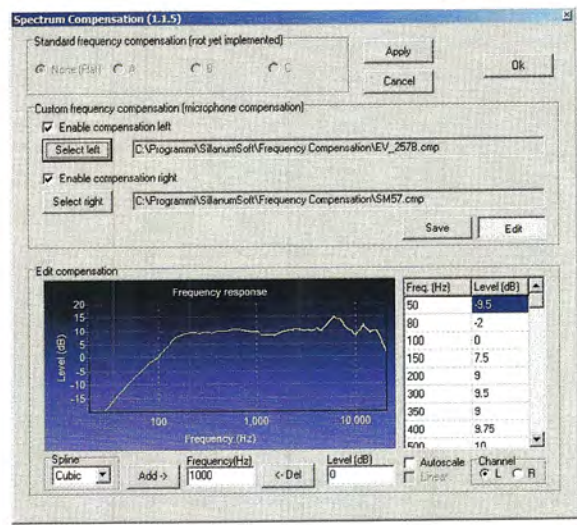 Spectrum Compensation (1.1.5)
Standard frequency compensation (not yet implemented)
None (Flat) A B C
Apply
Cancel
Ok
Custom frequency compensation (microphone compensation)
Enable compensation left
Select left C:\Programmi\SillanumSoft\Frequency Compensation\EV_257B.cmp
Enable compensation right
Select right C:\Programmi\SillanumSoft\Frequency Compensation\SM57.cmp
Save Edit
Edit compensation
Frequency response
Level (dB)
20
15
10
5
0
-5
-10
-15
100 1,000 10.000
Frequency (Hz)
Freq. (Hz) Level (dB)
50 -9.5
80 -2
100 0
150 7.5
200 9
300 9.5
350 9
400 9.75
500 10
Spline
Cubic
Add ->
Frequency(Hz)
1000
<- Del
Level (dB)
0
Autoscale
Linear
Channel
L R